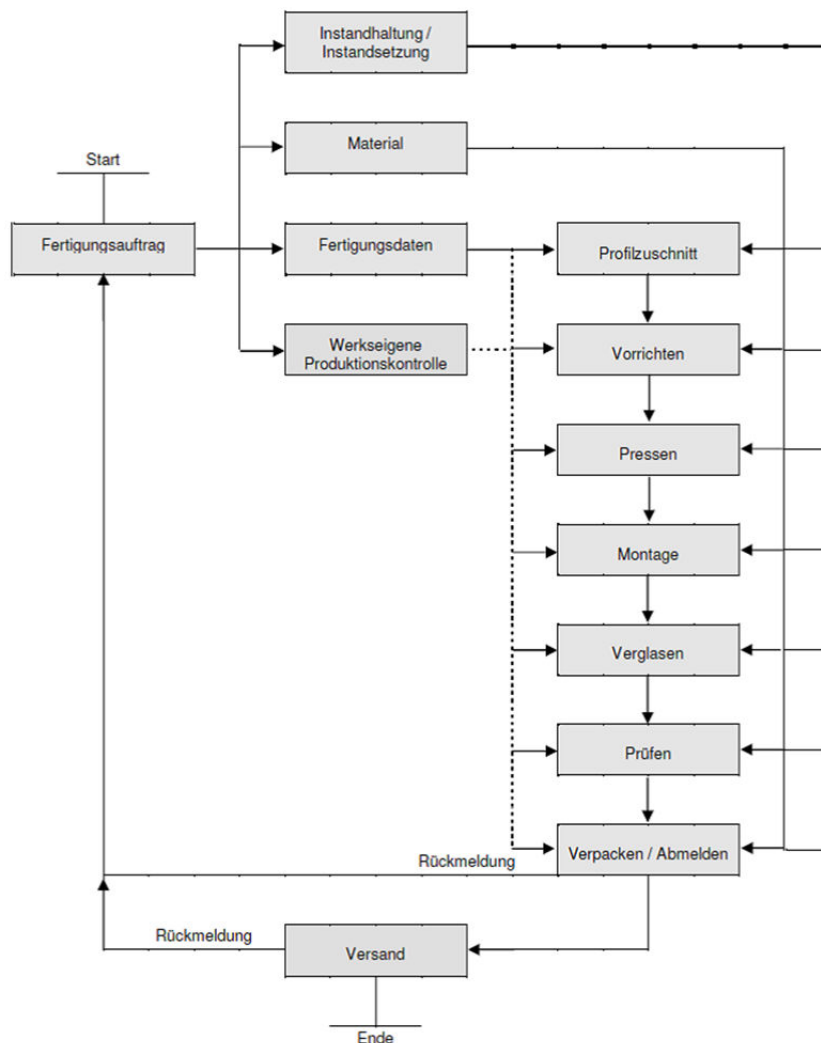 Instandhaltung /
Instandsetzung
Material
Start
Fertigungsauftrag
Fertigungsdaten
Profilzuschnitt
Werkseigene
Produktionskontrolle
Vorrichten
Pressen
Montage
Verglasen
Prüfen
Verpacken / Abmelden
Rückmeldung
Rückmeldung
Versand
Ende